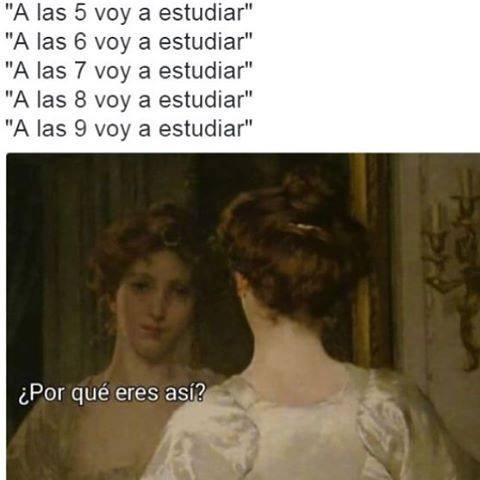 "A las 5 voy a estudiar"
"A las 6 voy a estudiar"
"A las 7 voy a estudiar"
"A las 8 voy a estudiar"
"A las 9 voy a estudiar"
¿Por qué eres así?